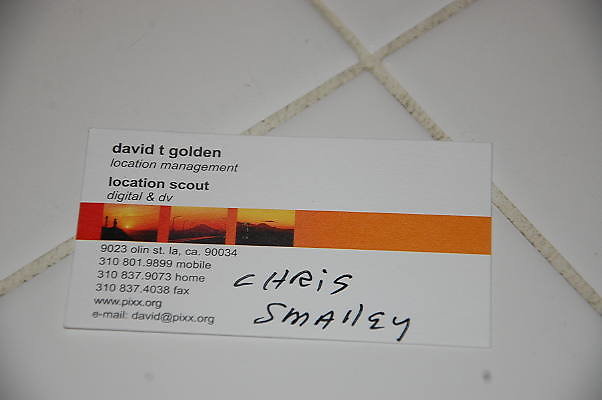 david t golden
location management
location scout
digital & dv
9023 olin st. la, ca. 90034
310 801.9899 mobile
310 837.9073 home
310 837.4038 fax
www.pixx.org
e-mail: david@pixx.org
CHRiS
SMAllEY